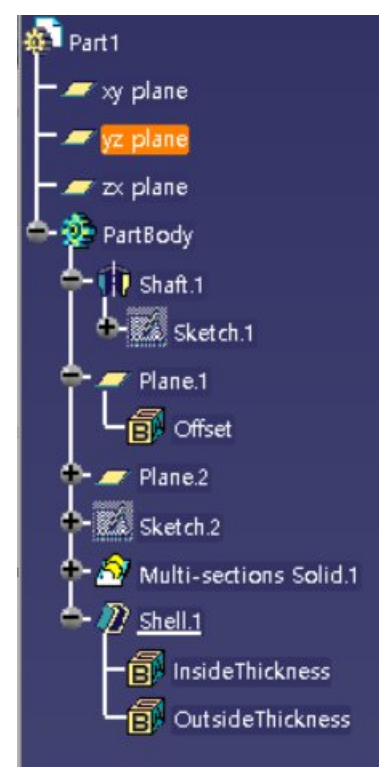 Part1
xy plane
yz plane
zx plane
PartBody
Shaft.1
Sketch.1
Plane.1
B Offset
Plane.2
Sketch.2
Multi-sections Solid.1
Shell.1
B InsideThickness
B OutsideThickness